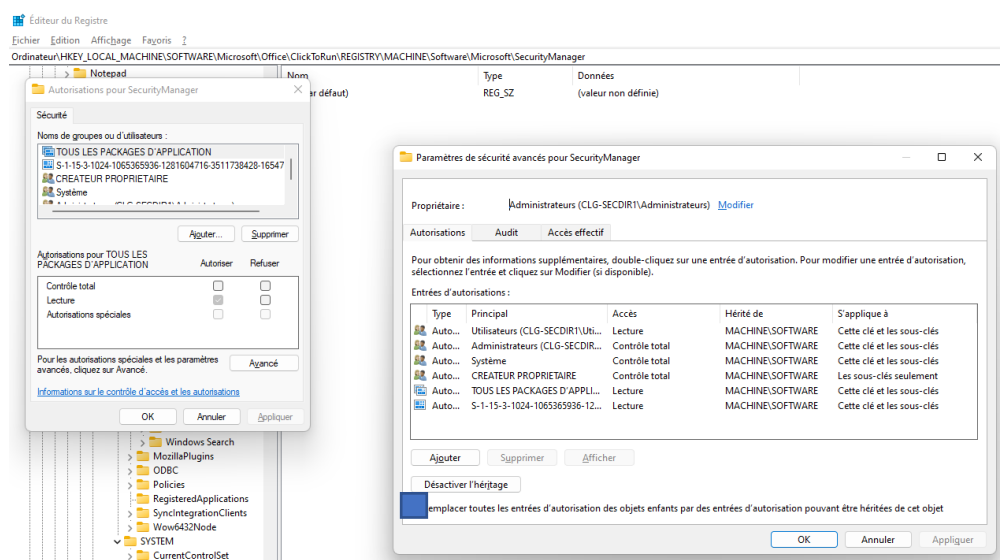 Éditeur du Registre
Fichier Edition Affichage Favoris ?
Ordinateur\HKEY_LOCAL_MACHINE\SOFTWARE\Microsoft\Office\ClickToRun\REGISTRY\MACHINE\Software\Microsoft\SecurityManager
Notepad
Nom Type Données
ar défaut) REG_SZ (valeur non définie)
Autorisations pour SecurityManager
Sécurité
Noms de groupes ou d'utilisateurs :
TOUS LES PACKAGES D'APPLICATION
S-1-15-3-1024-1065365936-1281604716-3511738428-16547
CREATEUR PROPRIETAIRE
Système
Ajouter... Supprimer
Autorisations pour TOUS LES
PACKAGES D'APPLICATION Autoriser Refuser
Contrôle total
Lecture
Autorisations spéciales
Pour les autorisations spéciales et les paramètres
avancés, cliquez sur Avancé.
Avancé
Informations sur le contrôle d'accès et les autorisations
OK Annuler Appliquer
Windows Search
MozillaPlugins
ODBC
Policies
RegisteredApplications
SyncIntegrationClients
Wow6432Node
SYSTEM
CurrentControlSet
Paramètres de sécurité avancés pour SecurityManager
Propriétaire : Administrateurs (CLG-SECDIR1\Administrateurs) Modifier
Autorisations Audit Accès effectif
Pour obtenir des informations supplémentaires, double-cliquez sur une entrée d'autorisation. Pour modifier une entrée d'autorisation,
sélectionnez l'entrée et cliquez sur Modifier (si disponible).
Entrées d'autorisations :
Type Principal Accès Hérité de S'applique à
Auto... Utilisateurs (CLG-SECDIR1\Uti... Lecture MACHINE\SOFTWARE Cette clé et les sous-clés
Auto... Administrateurs (CLG-SECDIR... Contrôle total MACHINE\SOFTWARE Cette clé et les sous-clés
Auto... Système Contrôle total MACHINE\SOFTWARE Cette clé et les sous-clés
Auto... CREATEUR PROPRIETAIRE Contrôle total MACHINE\SOFTWARE Les sous-clés seulement
Auto... TOUS LES PACKAGES D'APPLI... Lecture MACHINE\SOFTWARE Cette clé et les sous-clés
Auto... S-1-15-3-1024-1065365936-12... Lecture MACHINE\SOFTWARE Cette clé et les sous-clés
Ajouter Supprimer Afficher
Désactiver l'héritage
emplacer toutes les entrées d'autorisation des objets enfants par des entrées d'autorisation pouvant être héritées de cet objet
OK Annuler Appliquer